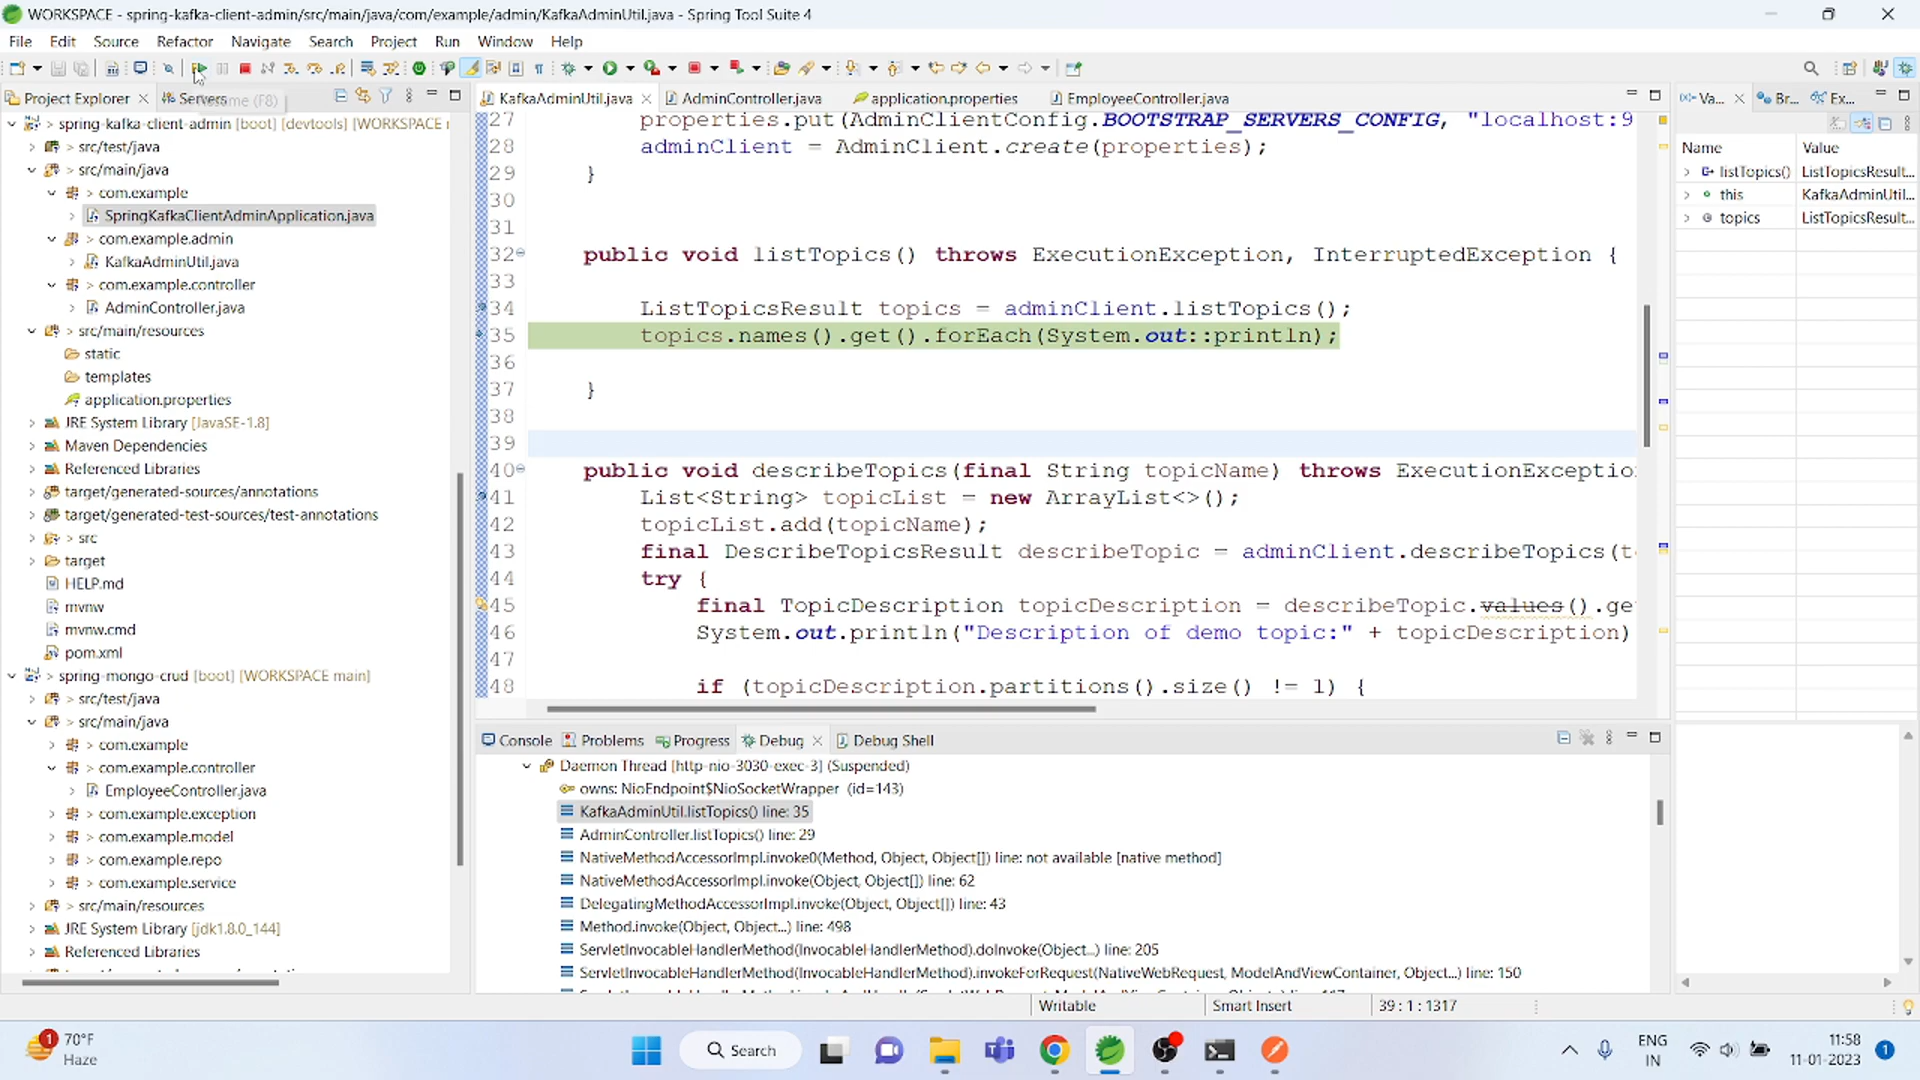 WORKSPACE - spring-kafka-client-admin/src/main/java/com/example/admin/KafkaAdminUtil.java - Spring Tool Suite 4
File Edit Source Refactor Navigate Search Project Run Window Help
Project Explorer
Servers
(F8)
spring-kafka-client-admin [boot] [devtools] [WORKSPACE
src/test/java
src/main/java
com.example
SpringKafkaClientAdminApplication.java
com.example.admin
KafkaAdminUtil.java
com.example.controller
AdminController.java
src/main/resources
static
templates
application.properties
JRE System Library [JavaSE-1.8]
Maven Dependencies
Referenced Libraries
target/generated-sources/annotations
target/generated-test-sources/test-annotations
src
target
HELP.md
mvnw
mvnw.cmd
pom.xml
spring-mongo-crud [boot] [WORKSPACE main]
src/test/java
src/main/java
com.example
com.example.controller
EmployeeController.java
com.example.exception
com.example.model
com.example.repo
com.example.service
src/main/resources
JRE System Library [jdk1.8.0_144]
Referenced Libraries
KafkaAdminUtil.java AdminController.java application.properties EmployeeController.java
27 properties.put(AdminClientConfig.BOOTSTRAP_SERVERS_CONFIG, "localhost:9
28 adminClient = AdminClient.create(properties);
29 }
30
31
32 public void listTopics() throws ExecutionException, InterruptedException {
33
34 ListTopicsResult topics = adminClient.listTopics();
35 topics.names().get().forEach(System.out::println);
36
37 }
38
39
40 public void describeTopics(final String topicName) throws ExecutionExceptio
41 List<String> topicList = new ArrayList<>();
42 topicList.add(topicName);
43 final DescribeTopicsResult describeTopic = adminClient.describeTopics(t
44 try {
45 final TopicDescription topicDescription = describeTopic.values().ge
46 System.out.println("Description of demo topic:" + topicDescription)
47
48 if (topicDescription.partitions().size() != 1) {
Console Problems Progress Debug Debug Shell
Daemon Thread [http-nio-3030-exec-3] (Suspended)
owns: NioEndpoint$NioSocketWrapper (id=143)
KafkaAdminUtil.listTopics() line: 35
AdminController.listTopics() line: 29
NativeMethodAccessorImpl.invoke0(Method, Object, Object[]) line: not available [native method]
NativeMethodAccessorImpl.invoke(Object, Object[]) line: 62
DelegatingMethodAccessorImpl.invoke(Object, Object[]) line: 43
Method.invoke(Object, Object...) line: 498
ServletInvocableHandlerMethod(InvocableHandlerMethod).doInvoke(Object...) line: 205
ServletInvocableHandlerMethod(InvocableHandlerMethod).invokeForRequest(NativeWebRequest, ModelAndViewContainer, Object...) line: 150
Va... Br... Ex...
Name Value
listTopics() ListTopicsResult...
this KafkaAdminUtil...
topics ListTopicsResult...
Writable Smart Insert 39 : 1 : 1317
1
70°F
Haze
Search
ENG
IN
11:58
11-01-2023
1